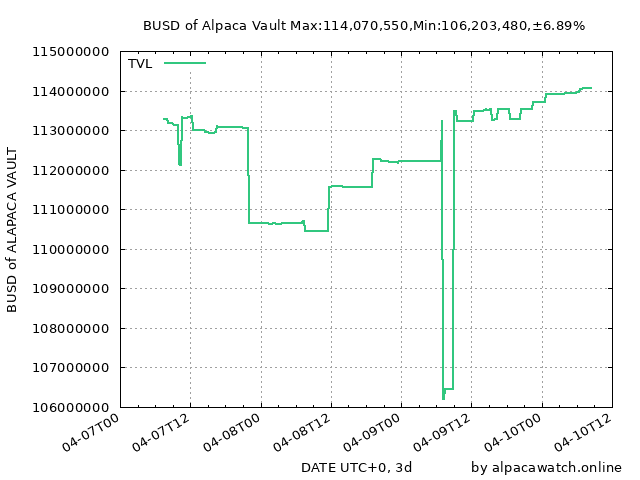 BUSD of Alpaca Vault Max:114,070,550,Min:106,203,480,±6.89%
115000000
TVL
114000000
113000000
112000000
111000000
110000000
109000000
108000000
107000000
106000000
BUSD of ALAPACA VAULT
04-07T00
04-07T12
04-08T00
04-08T12
04-09T00
04-09T12
04-10T00
04-10T12
DATE UTC+0, 3d
by alpacawatch.online